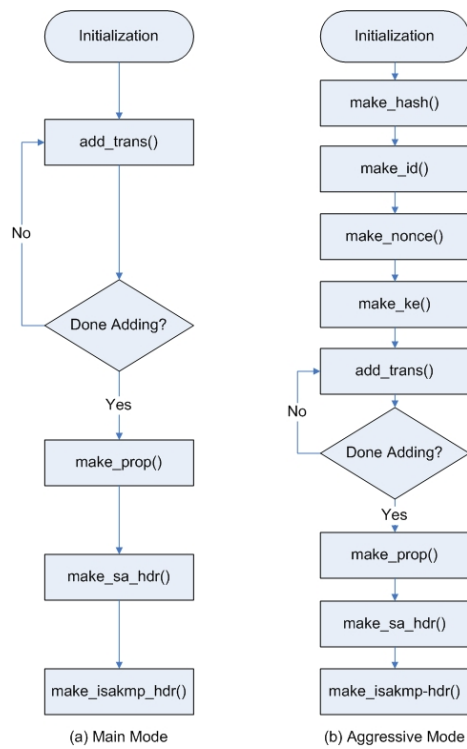 Initialization
add_trans()
No
Done Adding?
Yes
make_prop()
make_sa_hdr()
make_isakmp_hdr()
(a) Main Mode
Initialization
make_hash()
make_id()
make_nonce()
make_ke()
add_trans()
No
Done Adding?
Yes
make_prop()
make_sa_hdr()
make_isakmp-hdr()
(b) Aggressive Mode